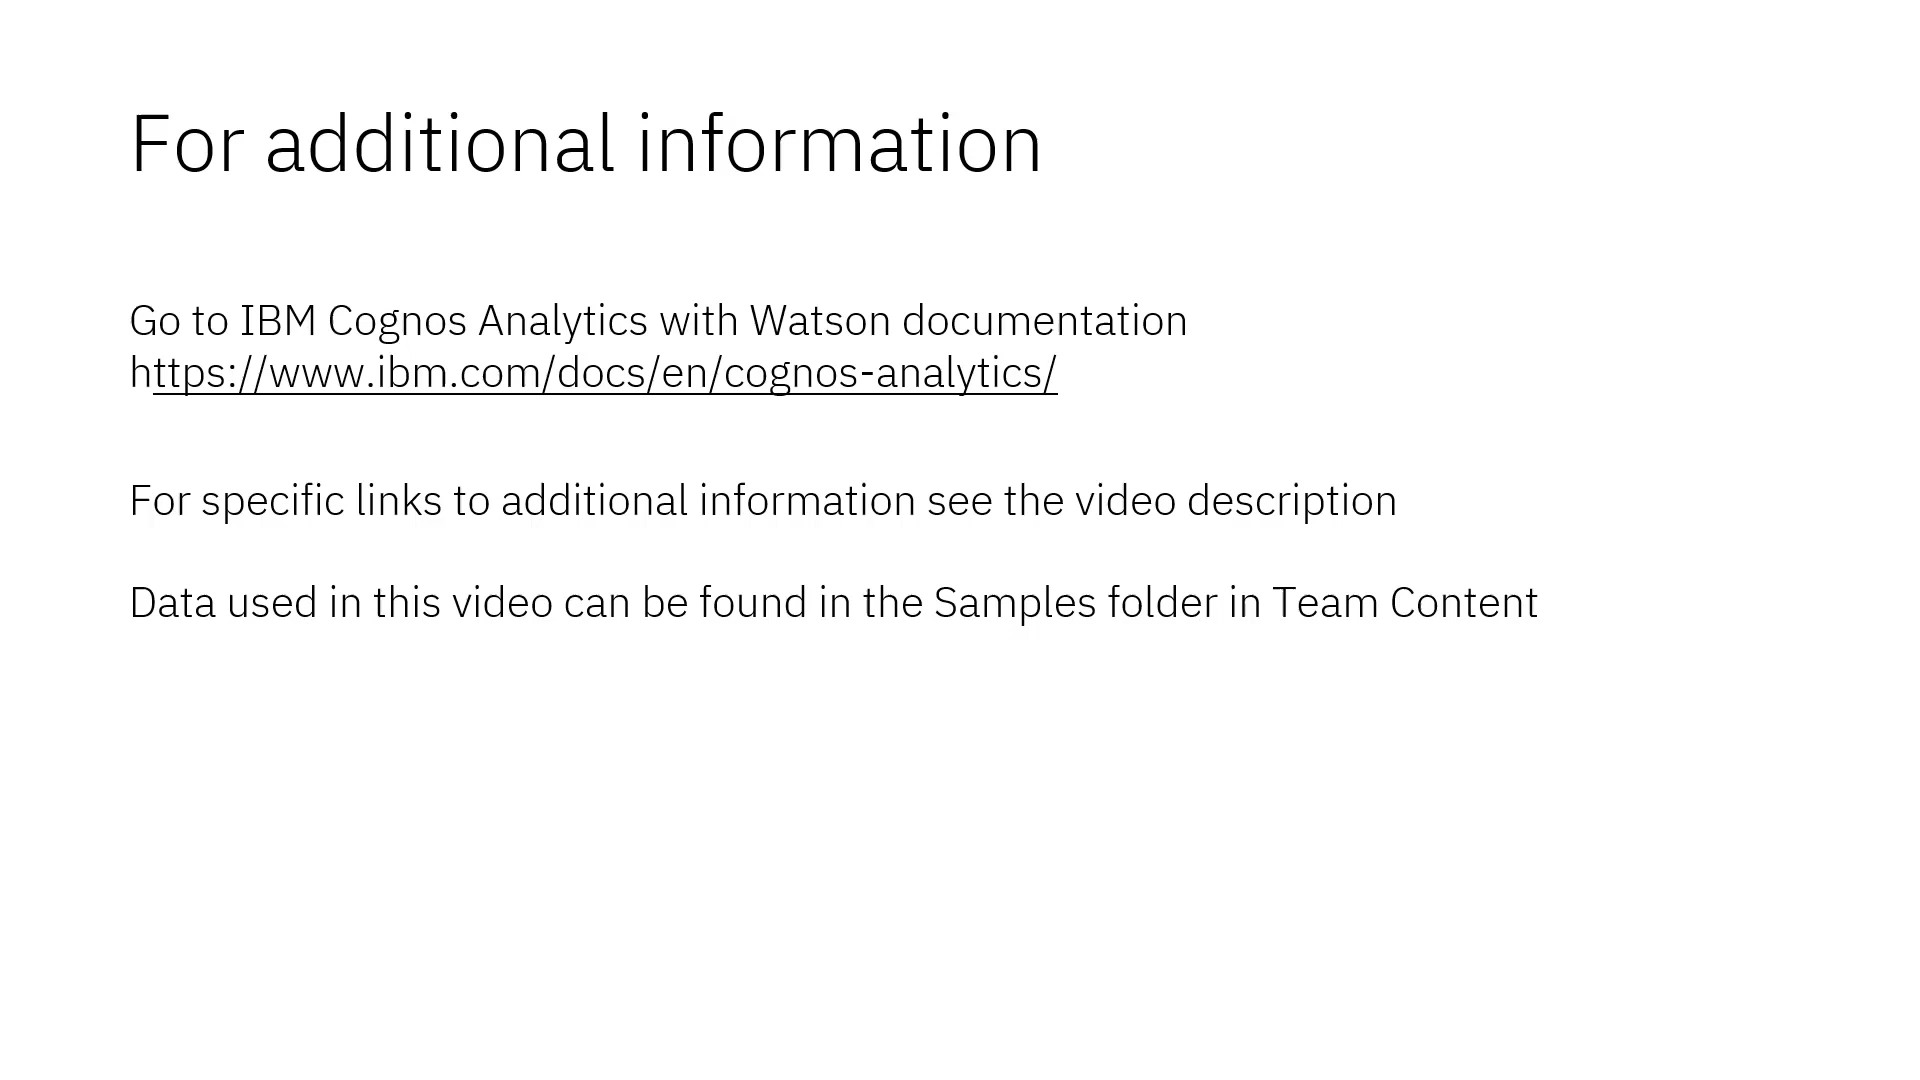 For additional information
Go to IBM Cognos Analytics with Watson documentation
https://www.ibm.com/docs/en/cognos-analytics/
For specific links to additional information see the video description
Data used in this video can be found in the Samples folder in Team Content